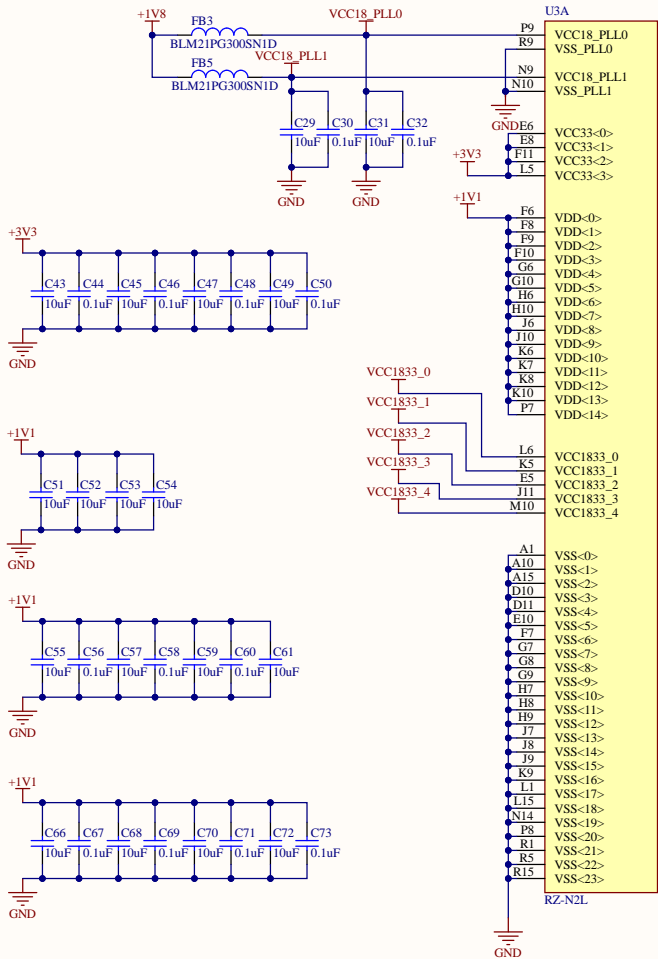 +1V8
FB3
BLM21PG300SN1D
VCC18_PLL0
FB5
BLM21PG300SN1D
VCC18_PLL1
C29
10uF
C30
0.1uF
C31
10uF
C32
0.1uF
GND
GND
U3A
P9 VCC18_PLL0
R9 VSS_PLL0
N9 VCC18_PLL1
N10 VSS_PLL1
GND
+3V3
E6 VCC33<0>
E8 VCC33<1>
F11 VCC33<2>
L5 VCC33<3>
+1V1
F6 VDD<0>
F8 VDD<1>
F9 VDD<2>
F10 VDD<3>
G6 VDD<4>
G10 VDD<5>
H6 VDD<6>
H10 VDD<7>
J6 VDD<8>
J10 VDD<9>
K6 VDD<10>
K7 VDD<11>
K8 VDD<12>
K10 VDD<13>
P7 VDD<14>
VCC1833_0
VCC1833_1
VCC1833_2
VCC1833_3
VCC1833_4
L6 VCC1833_0
K5 VCC1833_1
E5 VCC1833_2
J11 VCC1833_3
M10 VCC1833_4
A1 VSS<0>
A10 VSS<1>
A15 VSS<2>
D10 VSS<3>
D11 VSS<4>
E10 VSS<5>
F7 VSS<6>
G7 VSS<7>
G8 VSS<8>
G9 VSS<9>
H7 VSS<10>
H8 VSS<11>
H9 VSS<12>
J7 VSS<13>
J8 VSS<14>
J9 VSS<15>
K9 VSS<16>
L1 VSS<17>
L15 VSS<18>
N14 VSS<19>
P8 VSS<20>
R1 VSS<21>
R5 VSS<22>
R15 VSS<23>
RZ-N2L
GND
+3V3
C43 C44 C45 C46 C47 C48 C49 C50
10uF 0.1uF 10uF 0.1uF 10uF 0.1uF 10uF 0.1uF
GND
+1V1
C51 C52 C53 C54
10uF 10uF 10uF 10uF
GND
+1V1
C55 C56 C57 C58 C59 C60 C61
10uF 0.1uF 10uF 0.1uF 10uF 0.1uF 10uF
GND
+1V1
C66 C67 C68 C69 C70 C71 C72 C73
10uF 0.1uF 10uF 0.1uF 10uF 0.1uF 10uF 0.1uF
GND